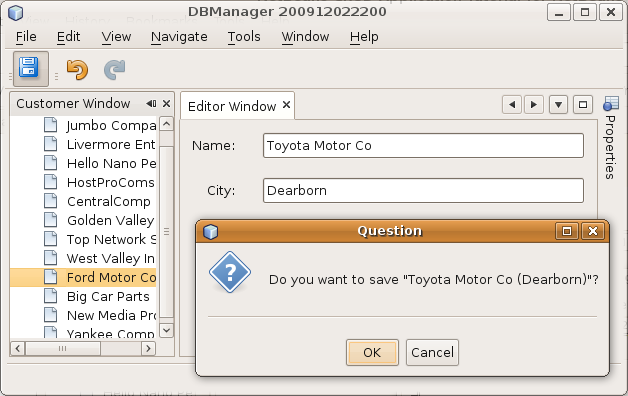 DBManager 200912022200
File Edit View Navigate Tools Window Help
Customer Window
Editor Window
Jumbo Compa
Livermore Ent
Hello Nano Pe
HostProComs
CentralComp
Golden Valley
Top Network S
West Valley In
Ford Motor Co
Big Car Parts
New Media Pro
Yankee Comp
Name: Toyota Motor Co
City: Dearborn
Properties
Question
Do you want to save "Toyota Motor Co (Dearborn)"?
OK Cancel